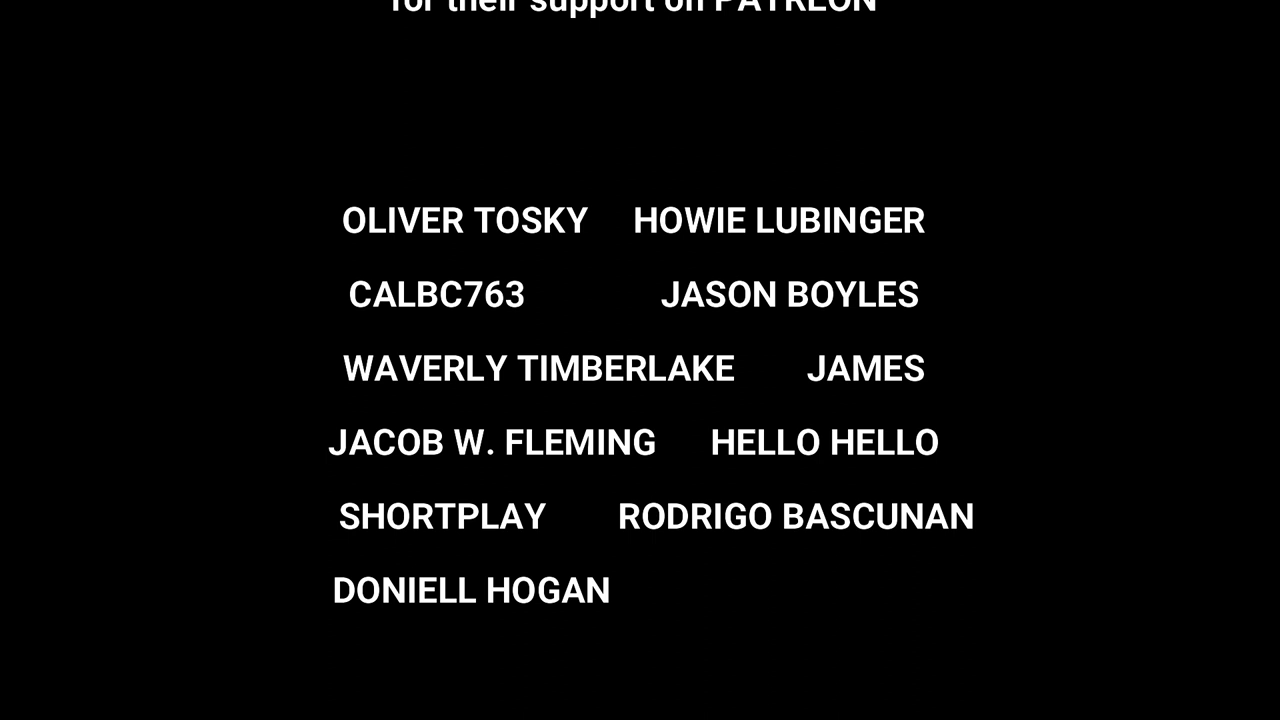 for their support on PATREON
OLIVER TOSKY HOWIE LUBINGER
CALBC763 JASON BOYLES
WAVERLY TIMBERLAKE JAMES
JACOB W. FLEMING HELLO HELLO
SHORTPLAY RODRIGO BASCUNAN
DONIELL HOGAN